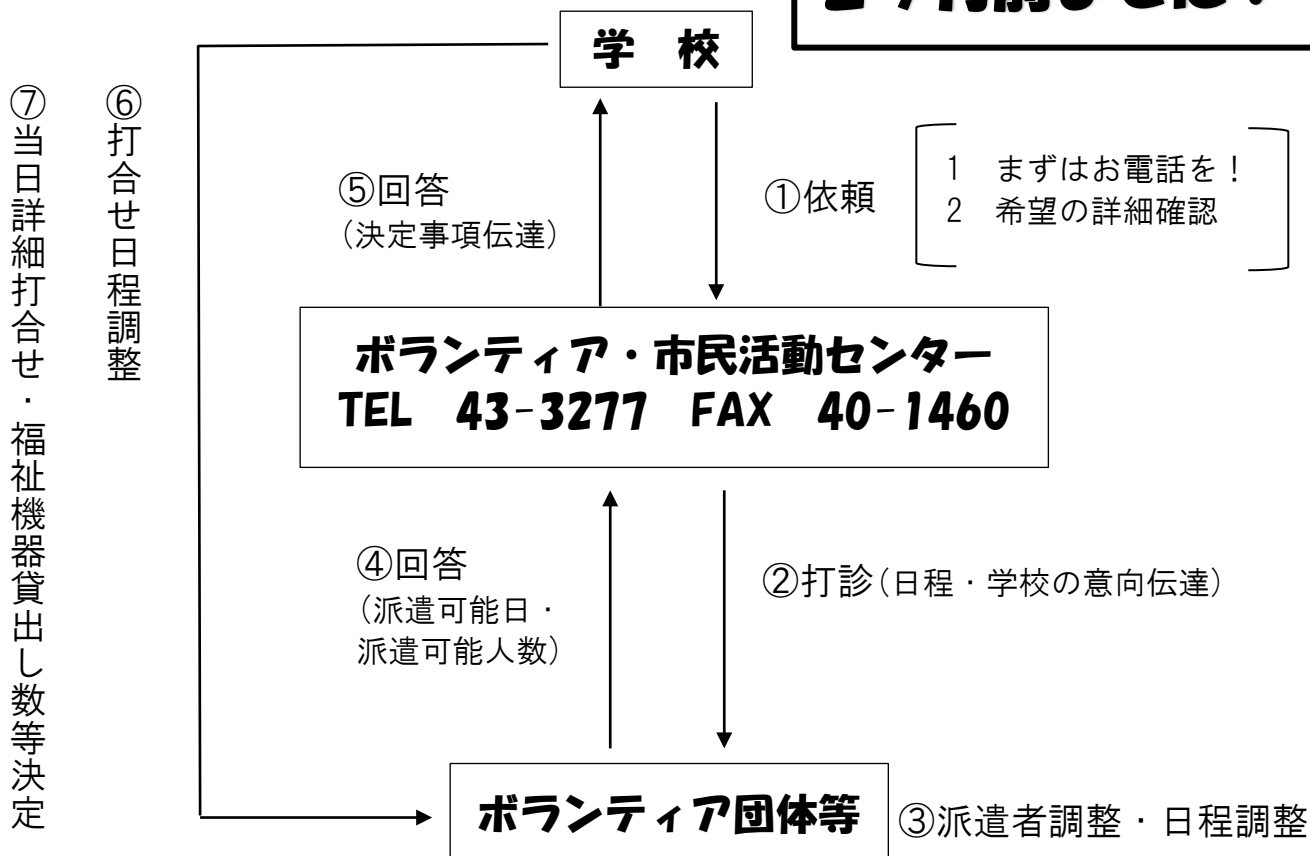 学　校
⑤回答
（決定事項伝達）
①依頼
1　まずはお電話を！
2　希望の詳細確認
ボランティア・市民活動センター
TEL　43-3277　FAX　40-1460
④回答
（派遣可能日・
派遣可能人数）
②打診（日程・学校の意向伝達）
ボランティア団体等
③派遣者調整・日程調整
⑥打合せ日程調整
⑦当日詳細打合せ・福祉機器貸出し数等決定